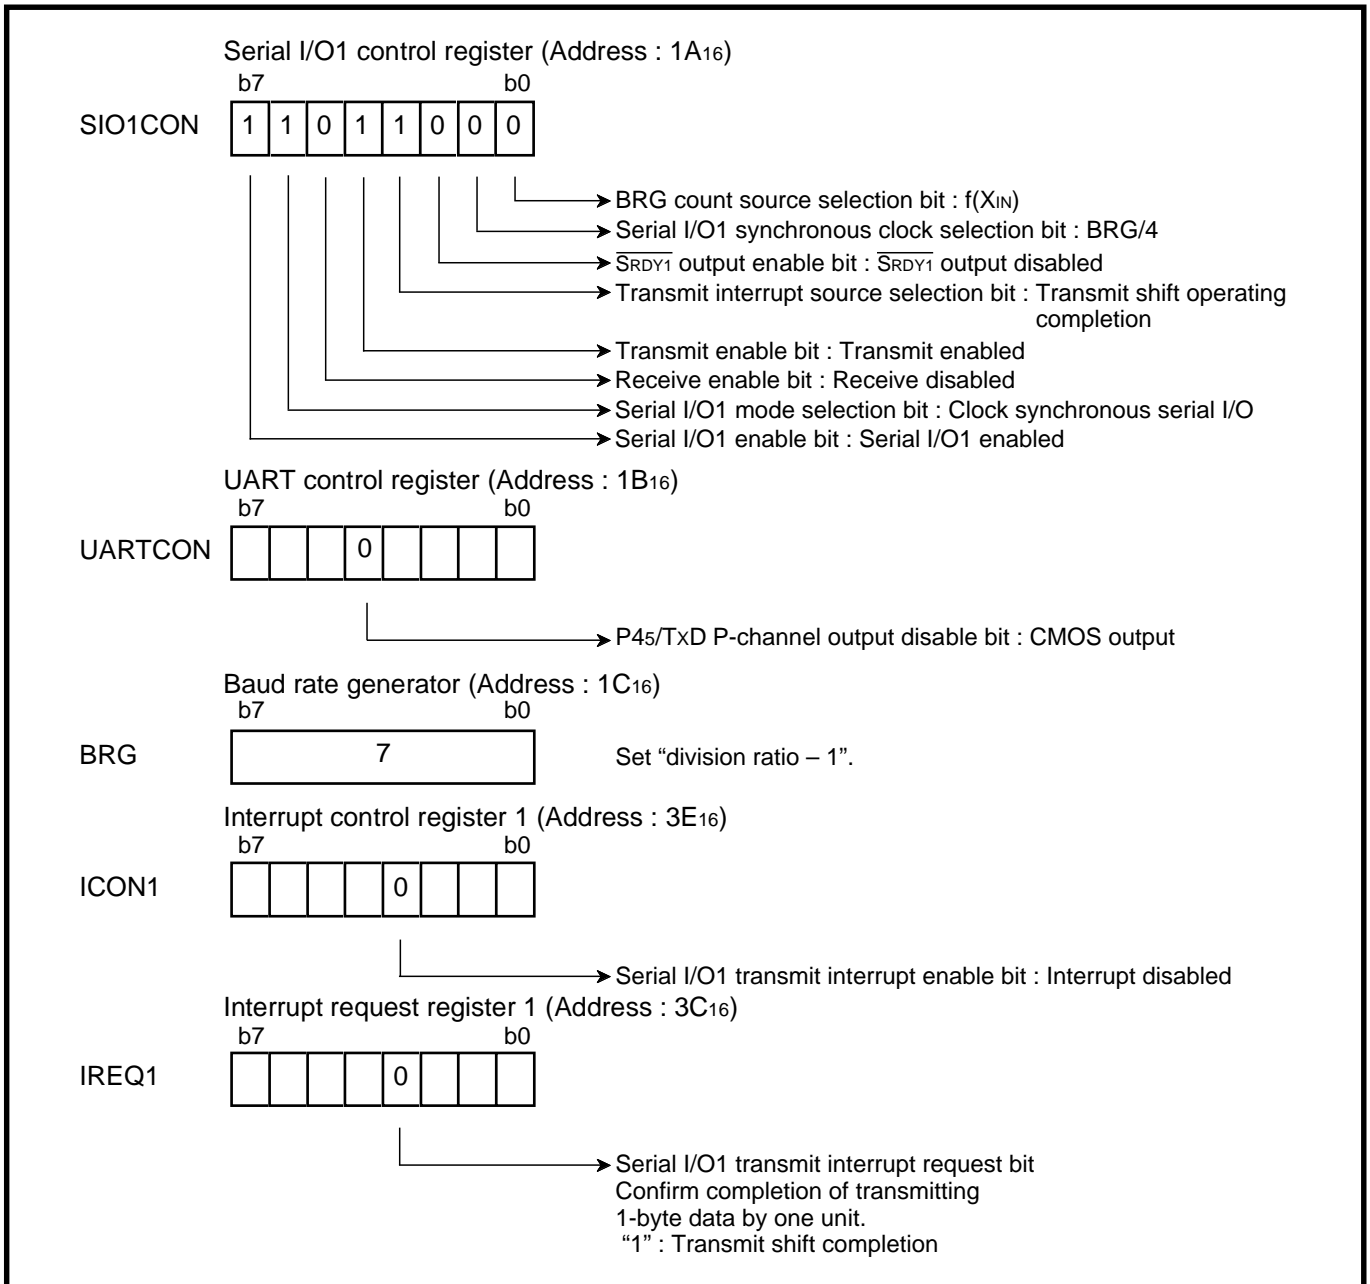 Serial I/O1 control register (Address : 1A16)
b7 b0
SIO1CON 1 1 0 1 1 0 0 0
BRG count source selection bit : f(XIN)
Serial I/O1 synchronous clock selection bit : BRG/4
SRDY1 output enable bit : SRDY1 output disabled
Transmit interrupt source selection bit : Transmit shift operating
completion
Transmit enable bit : Transmit enabled
Receive enable bit : Receive disabled
Serial I/O1 mode selection bit : Clock synchronous serial I/O
Serial I/O1 enable bit : Serial I/O1 enabled
UART control register (Address : 1B16)
b7 b0
UARTCON 0
P45/TXD P-channel output disable bit : CMOS output
Baud rate generator (Address : 1C16)
b7 b0
BRG 7 Set “division ratio – 1”.
Interrupt control register 1 (Address : 3E16)
b7 b0
ICON1 0
Serial I/O1 transmit interrupt enable bit : Interrupt disabled
Interrupt request register 1 (Address : 3C16)
b7 b0
IREQ1 0
Serial I/O1 transmit interrupt request bit
Confirm completion of transmitting
1-byte data by one unit.
“1” : Transmit shift completion